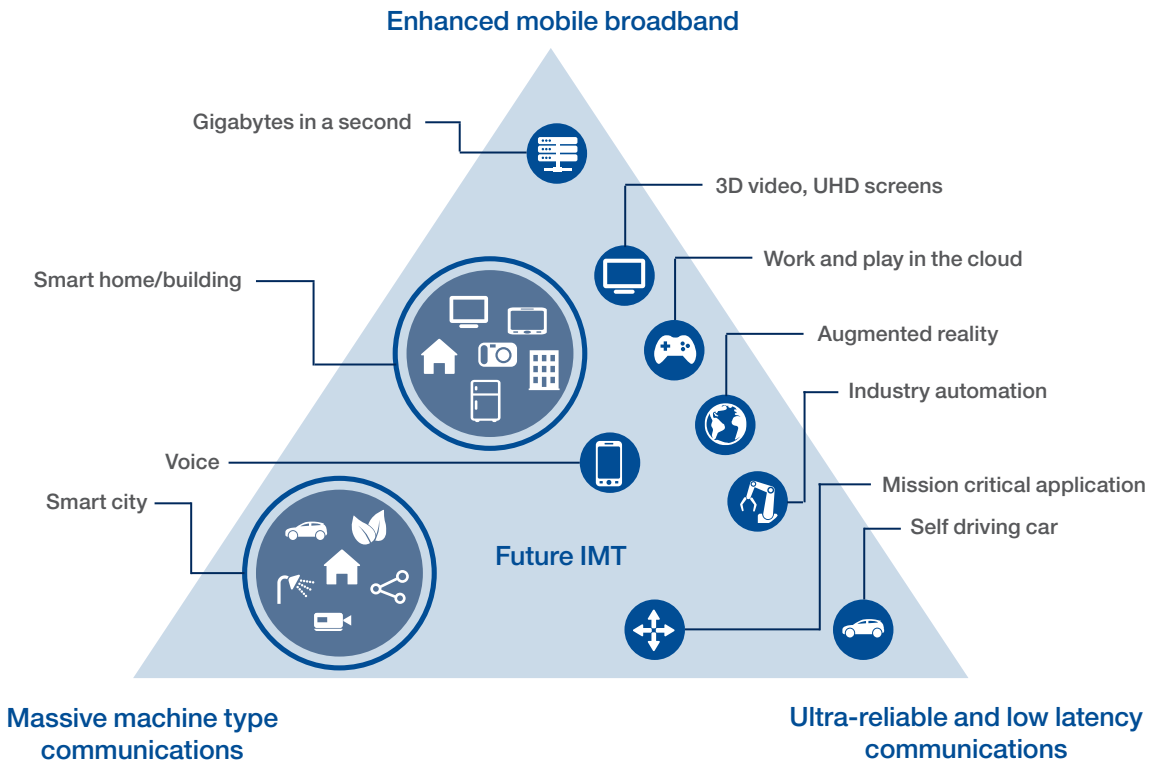 Enhanced mobile broadband
Gigabytes in a second
3D video, UHD screens
Work and play in the cloud
Smart home/building
Augmented reality
Industry automation
Voice
Mission critical application
Smart city
Self driving car
Future IMT
Massive machine type
communications
Ultra-reliable and low latency
communications